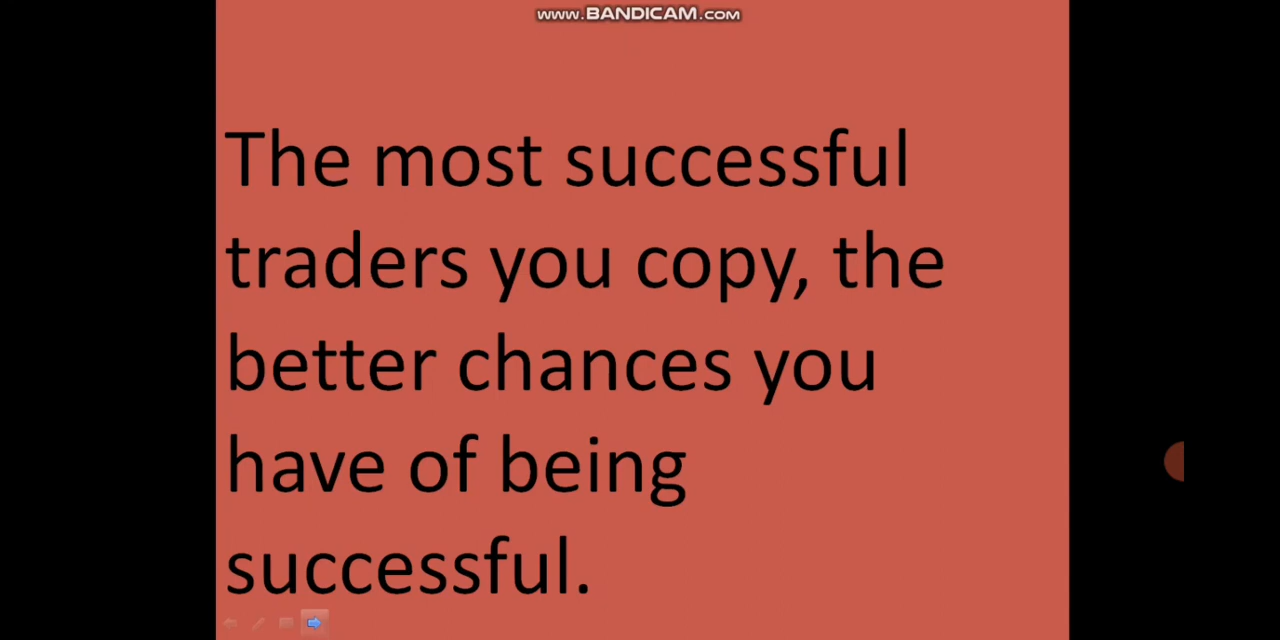 www.BANDICAM.com
The most successful
traders you copy, the
better chances you
have of being
successful.